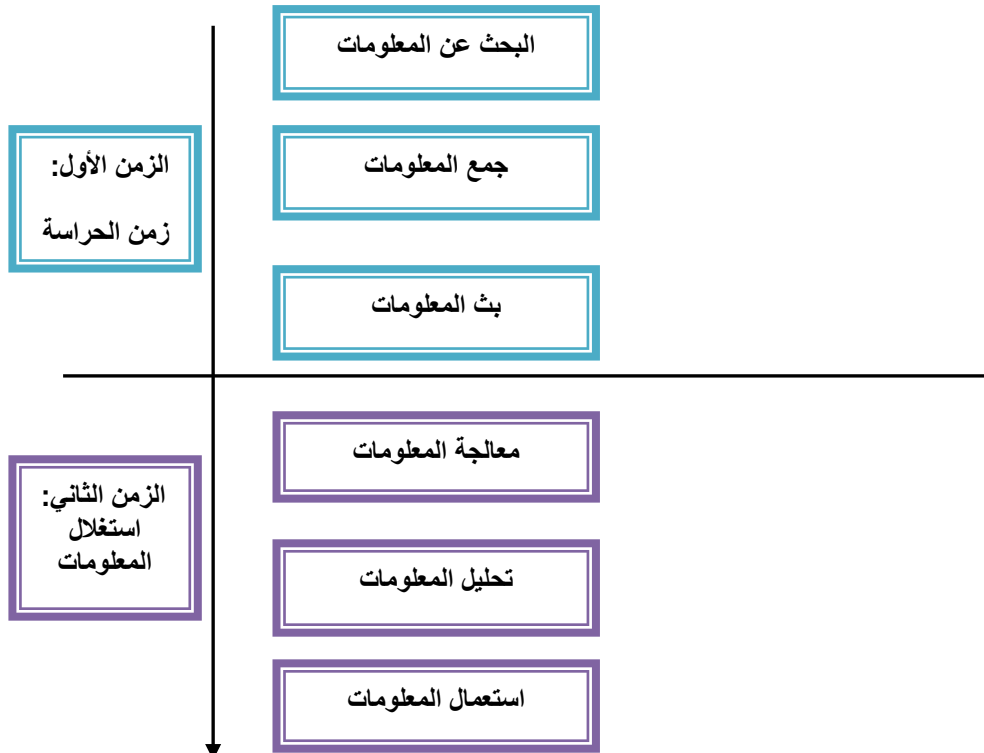 البحث عن المعلومات
الزمن الأول:
زمن الحراسة
جمع المعلومات
بث المعلومات
معالجة المعلومات
الزمن الثاني:
استغلال
المعلومات
تحليل المعلومات
استعمال المعلومات